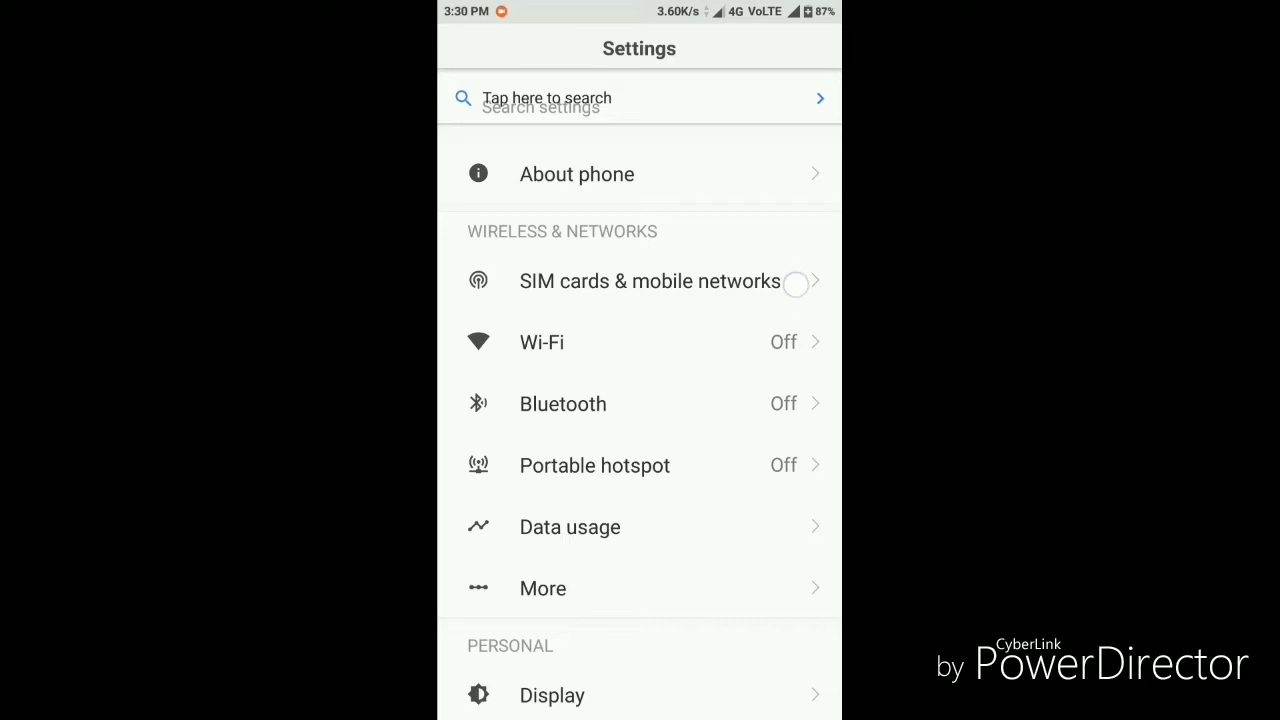 3:30 PM 3.60K/s 4G VoLTE 87%
Settings
Tap here to search
Search settings
About phone
WIRELESS & NETWORKS
SIM cards & mobile networks
Wi-Fi Off
Bluetooth Off
Portable hotspot Off
Data usage
More
PERSONAL
Display
CyberLink
by PowerDirector